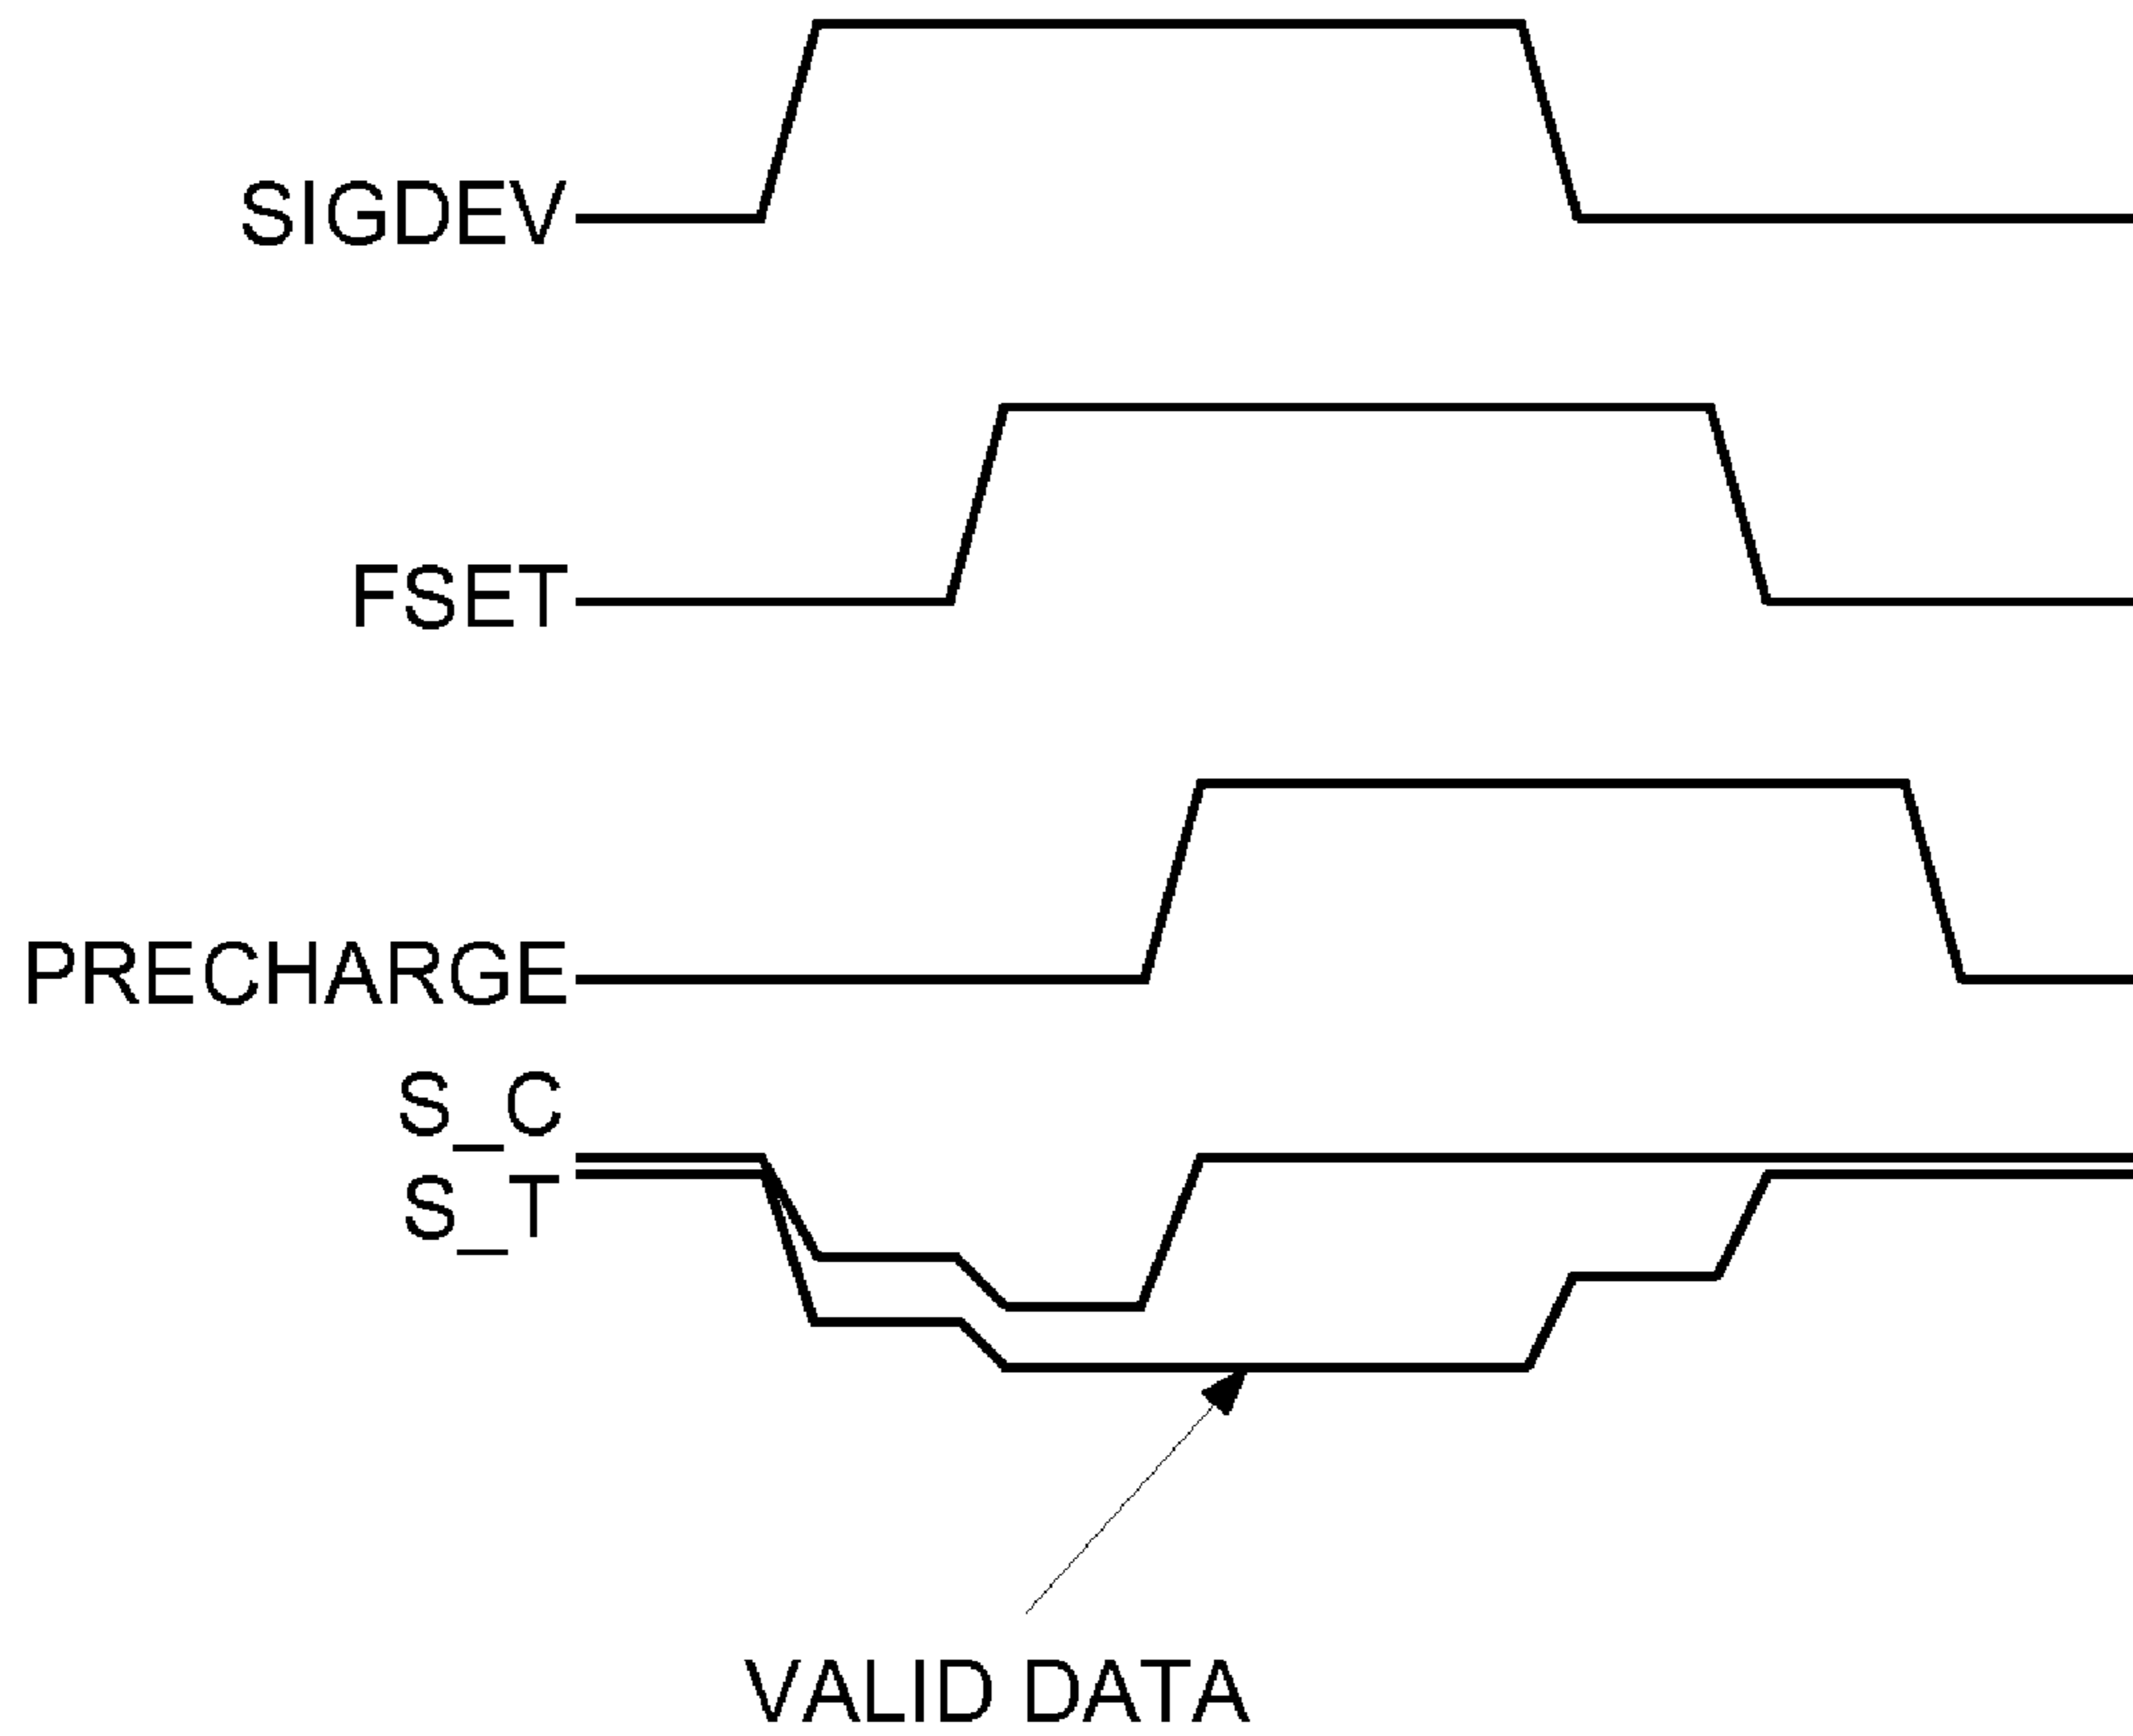 SIGDEV
FSET
PRECHARGE
S_C
S_T
VALID DATA